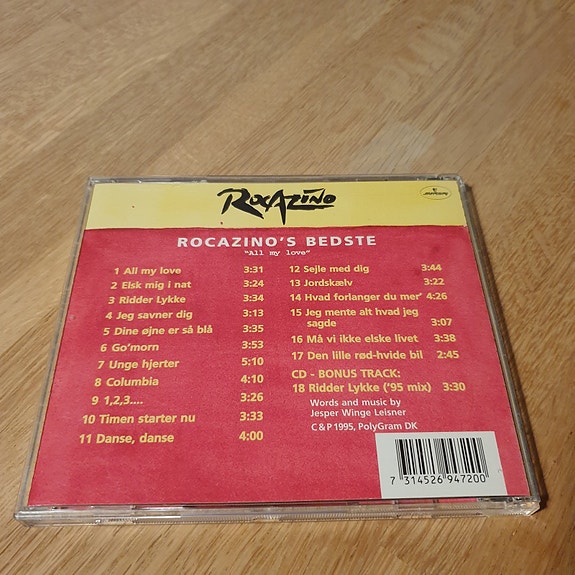 ROCAZINO
mercury
ROCAZINO'S BEDSTE
"All my love"
1 All my love 3:31
2 Elsk mig i nat 3:24
3 Ridder Lykke 3:34
4 Jeg savner dig 3:13
5 Dine øjne er så blå 3:35
6 Go'morn 3:53
7 Unge hjerter 5:10
8 Columbia 4:10
9 1,2,3.... 3:26
10 Timen starter nu 3:33
11 Danse, danse 4:00
12 Sejle med dig 3:44
13 Jordskælv 3:22
14 Hvad forlanger du mer' 4:26
15 Jeg mente alt hvad jeg
sagde 3:07
16 Må vi ikke elske livet 3:38
17 Den lille rød-hvide bil 2:45
CD - BONUS TRACK:
18 Ridder Lykke ('95 mix) 3:30
Words and music by
Jesper Winge Leisner
C & P 1995, PolyGram DK
7 314526 947200